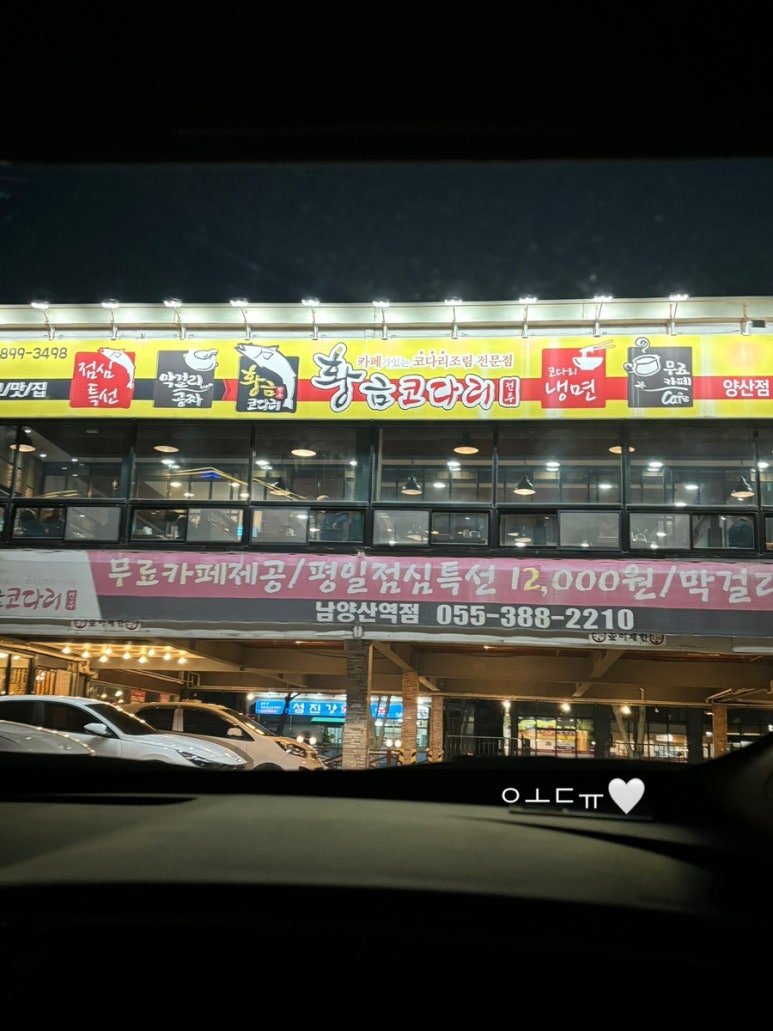 899-3498
맛/집
점심
특선
막걸리
공짜
황금
코다리
카페가있는 코다리조림 전문점
황금코다리 전주
코다리
냉면
무료
카페
Cafe
양산점
코다리
무료카페제공/평일점심특선 12,000원/막걸리
남양산역점 055-388-2210
높이제한
섬진강
ㅇㅗㄷㅠ🤍